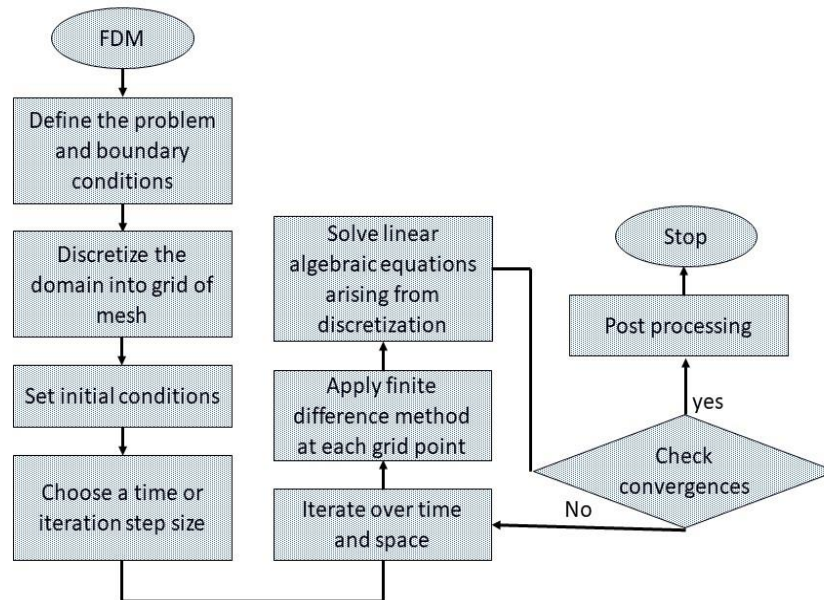 FDM
Define the problem
and boundary
conditions
Discretize the
domain into grid of
mesh
Set initial conditions
Choose a time or
iteration step size
Iterate over time
and space
Apply finite
difference method
at each grid point
Solve linear
algebraic equations
arising from
discretization
Check
convergences
No
yes
Post processing
Stop